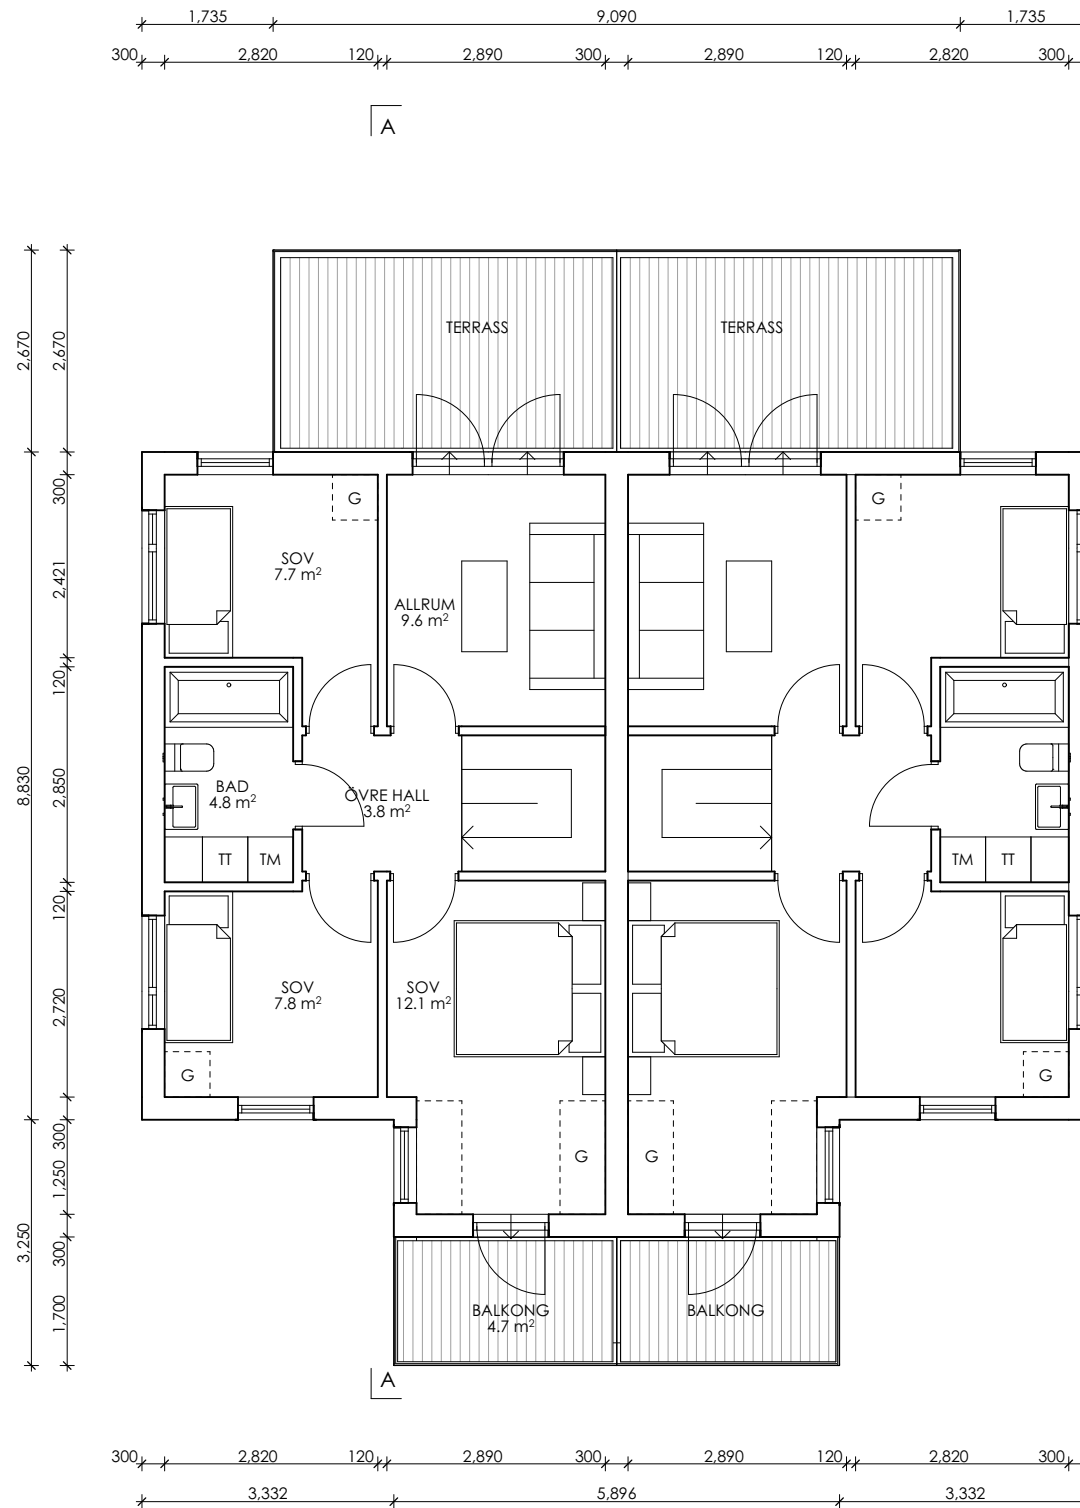 1,735 9,090 1,735
300 2,820 120 2,890 300 2,890 120 2,820 300
A
TERRASS TERRASS
2,670 2,670
G G
300
SOV
7.7 m²
2,421
ALLRUM
9.6 m²
120
8,830 2,850
BAD
4.8 m²
ÖVRE HALL
3.8 m²
TT TM TM TT
120
2,720
SOV
7.8 m²
SOV
12.1 m²
G G
300
1,250
G G
3,250 300
1,700
BALKONG
4.7 m²
BALKONG
A
300 2,820 120 2,890 300 2,890 120 2,820 300
3,332 5,896 3,332